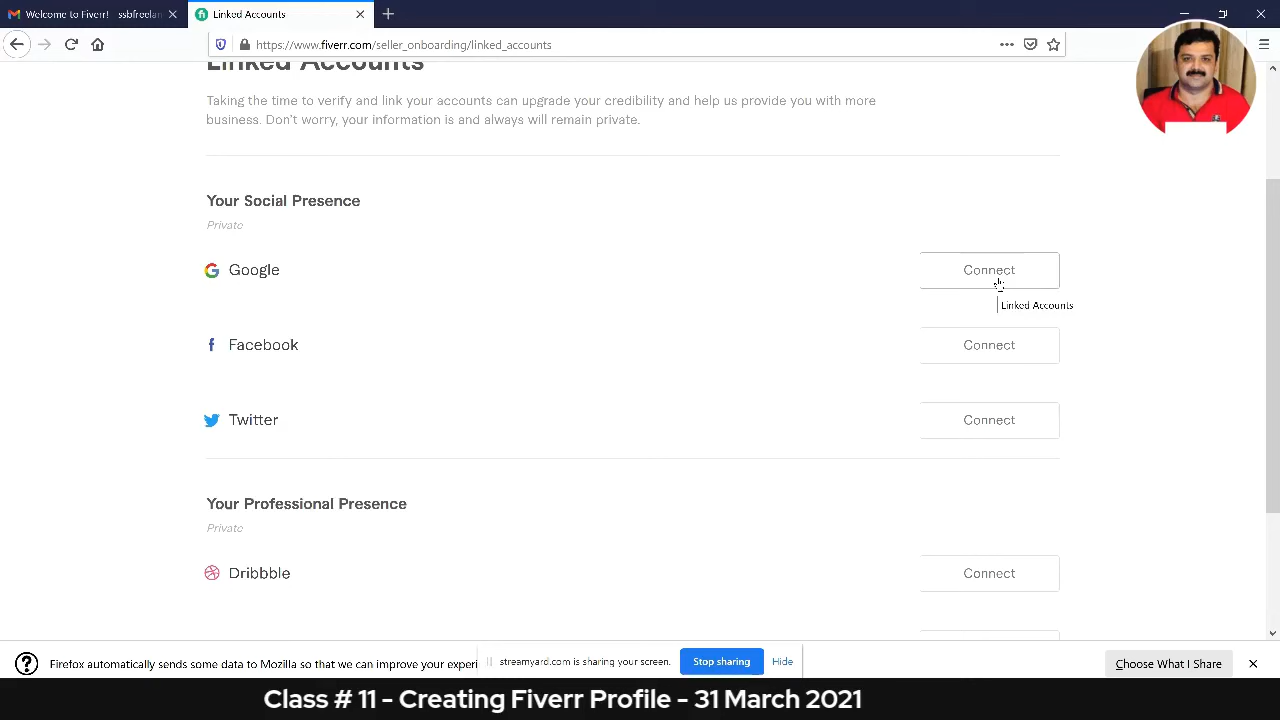 Welcome to Fiverr! ssbfreelan
Linked Accounts
https://www.fiverr.com/seller_onboarding/linked_accounts
Linked Accounts
Taking the time to verify and link your accounts can upgrade your credibility and help us provide you with more
business. Don't worry, your information is and always will remain private.
Your Social Presence
Private
Google
Connect
Linked Accounts
Facebook
Connect
Twitter
Connect
Your Professional Presence
Private
Dribbble
Connect
Firefox automatically sends some data to Mozilla so that we can improve your experi
streamyard.com is sharing your screen.
Stop sharing
Hide
Choose What I Share
Class # 11 - Creating Fiverr Profile - 31 March 2021